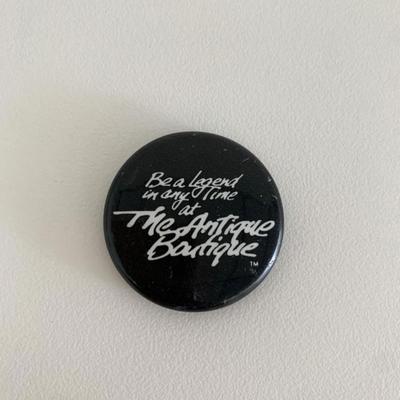 Be a Legend
in any Time
at
The Antique
Boutique
TM